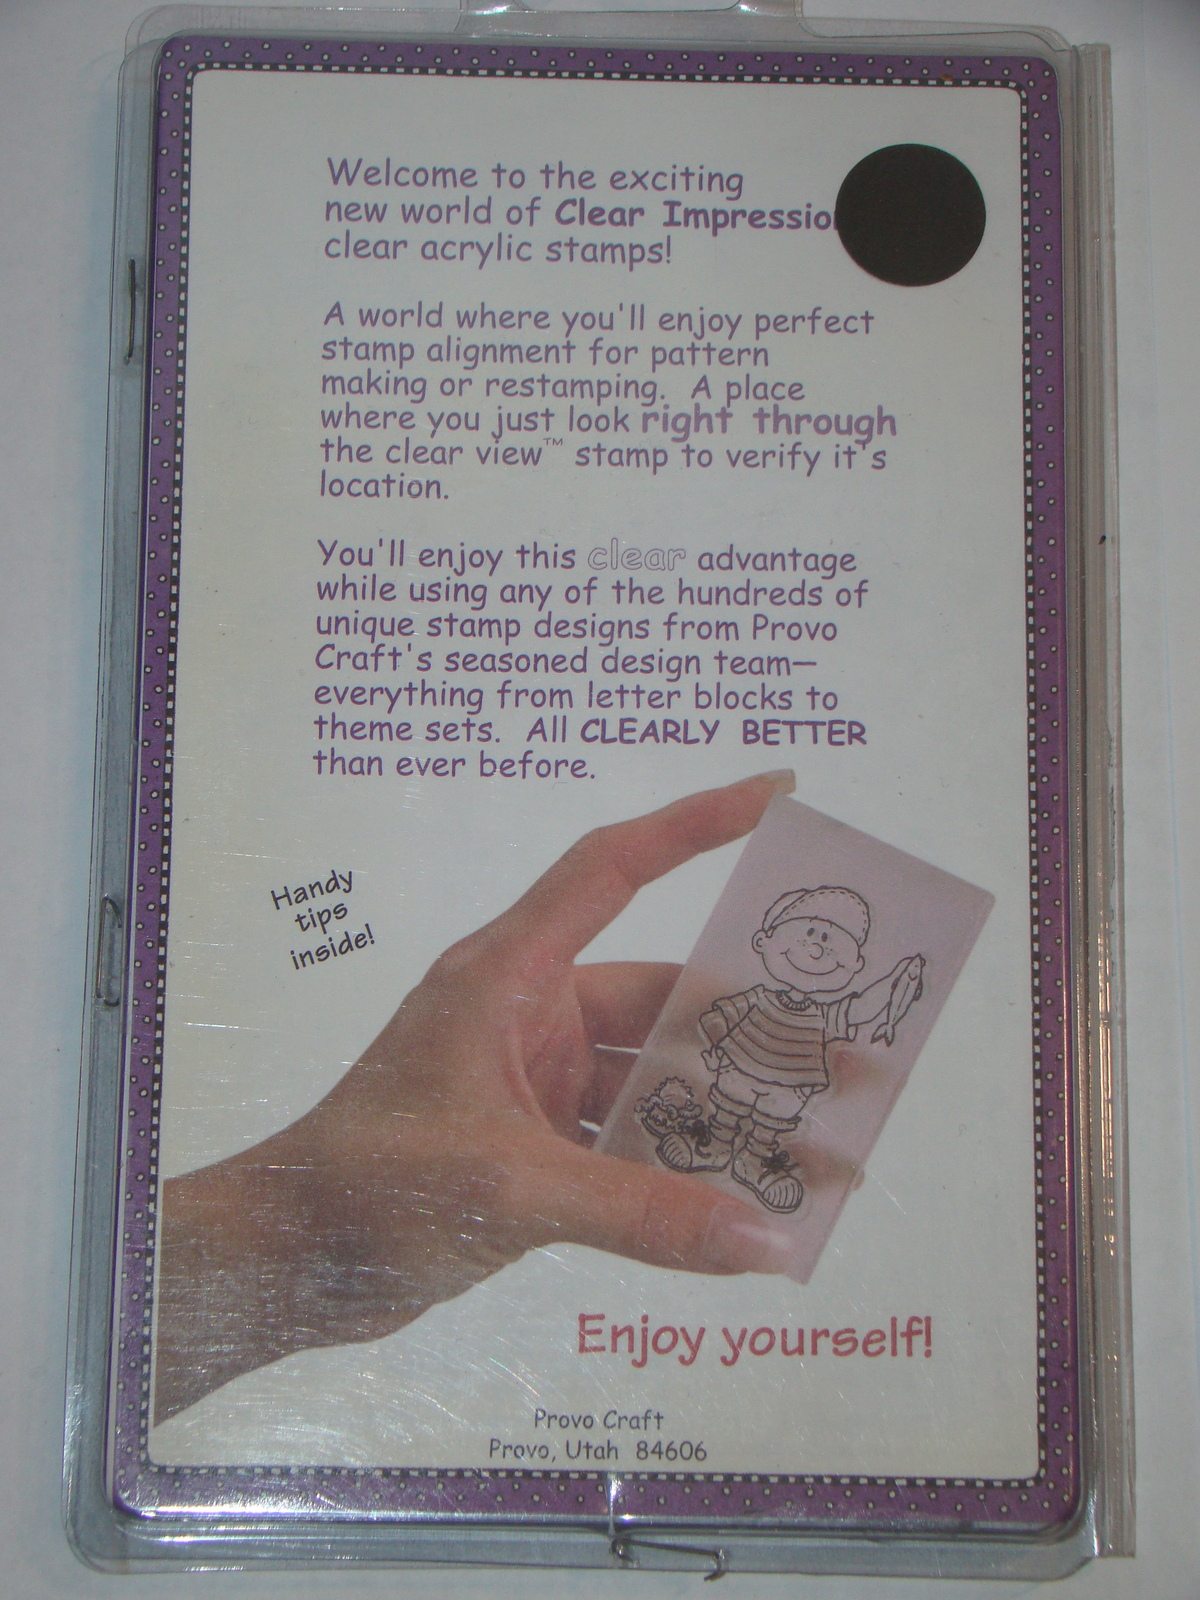 Welcome to the exciting
new world of Clear
clear acrylic stamps!
A world where you'll enjoy perfect
stamp alignment for pattern
making or restamping. A place
where you just look right through
the clear view™ stamp to verify it's
location.
You'll enjoy this clear advantage
while using any of the hundreds of
unique stamp designs from Provo
Craft's seasoned design team—
everything from letter blocks to
theme sets. All CLEARLY BETTER
than ever before.
Handy
tips
inside!
Enjoy yourself!
Provo Craft
Provo, Utah 84606